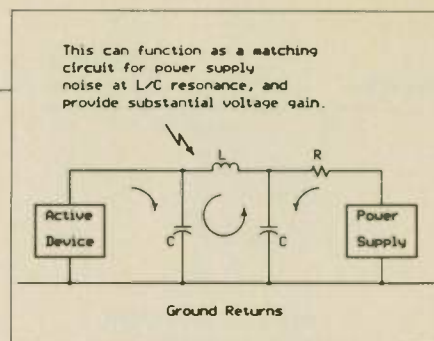 This can function as a matching
circuit for power supply
noise at L/C resonance, and
provide substantial voltage gain.
L
R
Active
Device
C
C
Power
Supply
Ground Returns